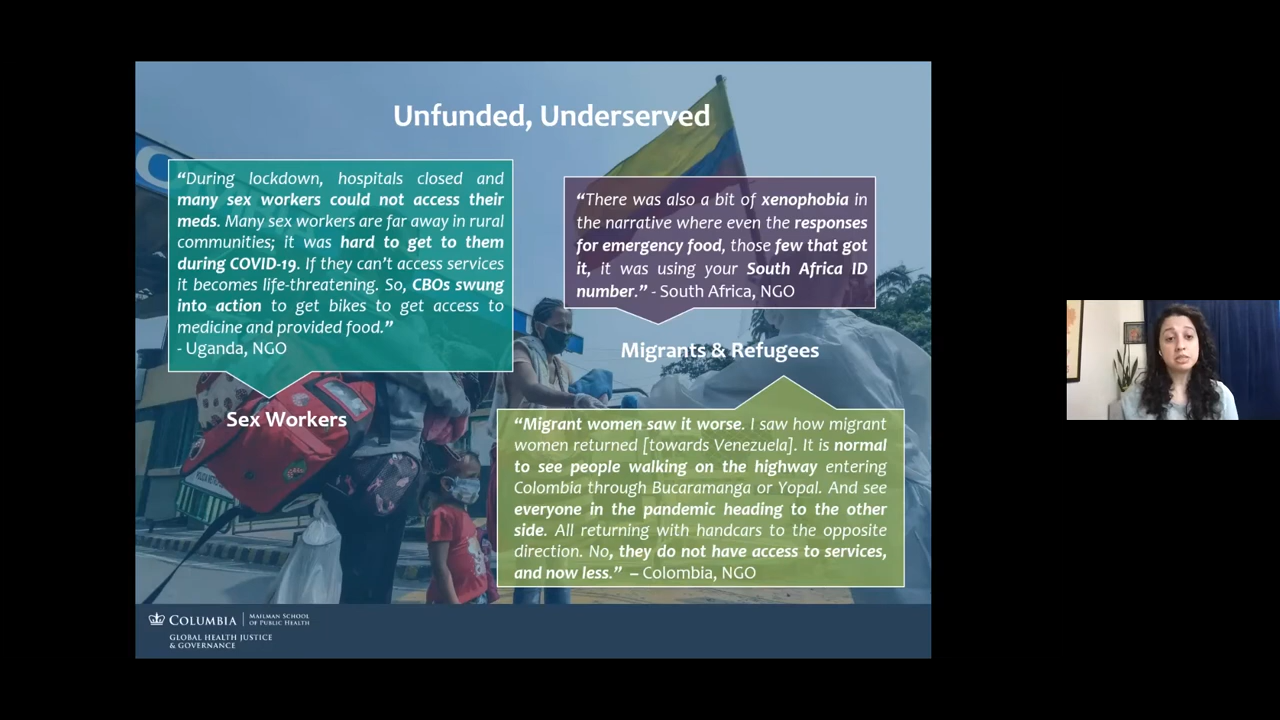 Unfunded, Underserved
“During lockdown, hospitals closed and
many sex workers could not access their
meds. Many sex workers are far away in rural
communities; it was hard to get to them
during COVID-19. If they can’t access services
it becomes life-threatening. So, CBOs swung
into action to get bikes to get access to
medicine and provided food.”
- Uganda, NGO
Sex Workers
“There was also a bit of xenophobia in
the narrative where even the responses
for emergency food, those few that got
it, it was using your South Africa ID
number.” - South Africa, NGO
Migrants & Refugees
“Migrant women saw it worse. I saw how migrant
women returned [towards Venezuela]. It is normal
to see people walking on the highway entering
Colombia through Bucaramanga or Yopal. And see
everyone in the pandemic heading to the other
side. All returning with handcars to the opposite
direction. No, they do not have access to services,
and now less.” – Colombia, NGO
COLUMBIA | MAILMAN SCHOOL
OF PUBLIC HEALTH
GLOBAL HEALTH JUSTICE
& GOVERNANCE